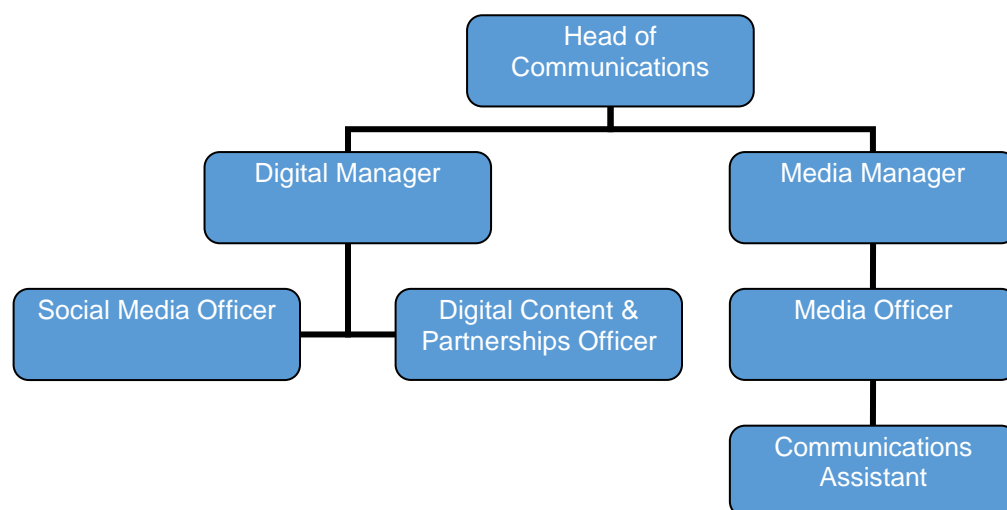 Head of
Communications
Digital Manager
Media Manager
Social Media Officer
Digital Content &
Partnerships Officer
Media Officer
Communications
Assistant